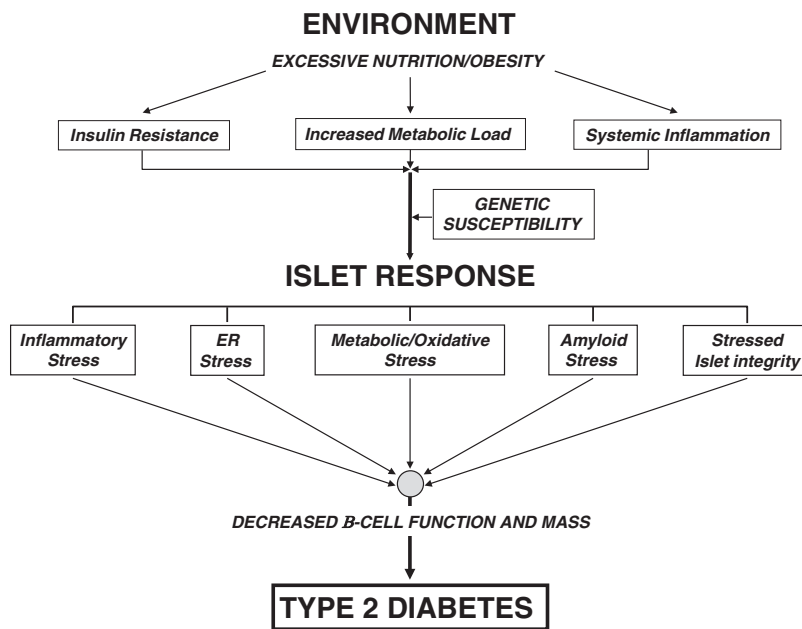 ENVIRONMENT
EXCESSIVE NUTRITION/OBESITY
Insulin Resistance
Increased Metabolic Load
Systemic Inflammation
GENETIC
SUSCEPTIBILITY
ISLET RESPONSE
Inflammatory
Stress
ER
Stress
Metabolic/Oxidative
Stress
Amyloid
Stress
Stressed
Islet integrity
DECREASED B-CELL FUNCTION AND MASS
TYPE 2 DIABETES